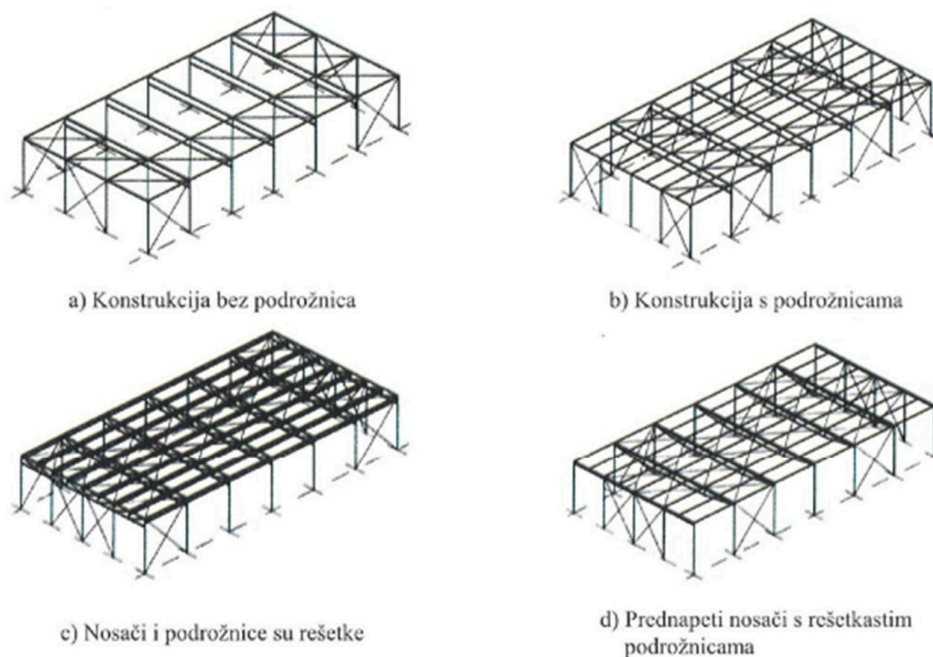 a) Konstrukcija bez podrožnica
b) Konstrukcija s podrožnicama
c) Nosači i podrožnice su rešetke
d) Prednapeti nosači s rešetkastim
podrožnicama